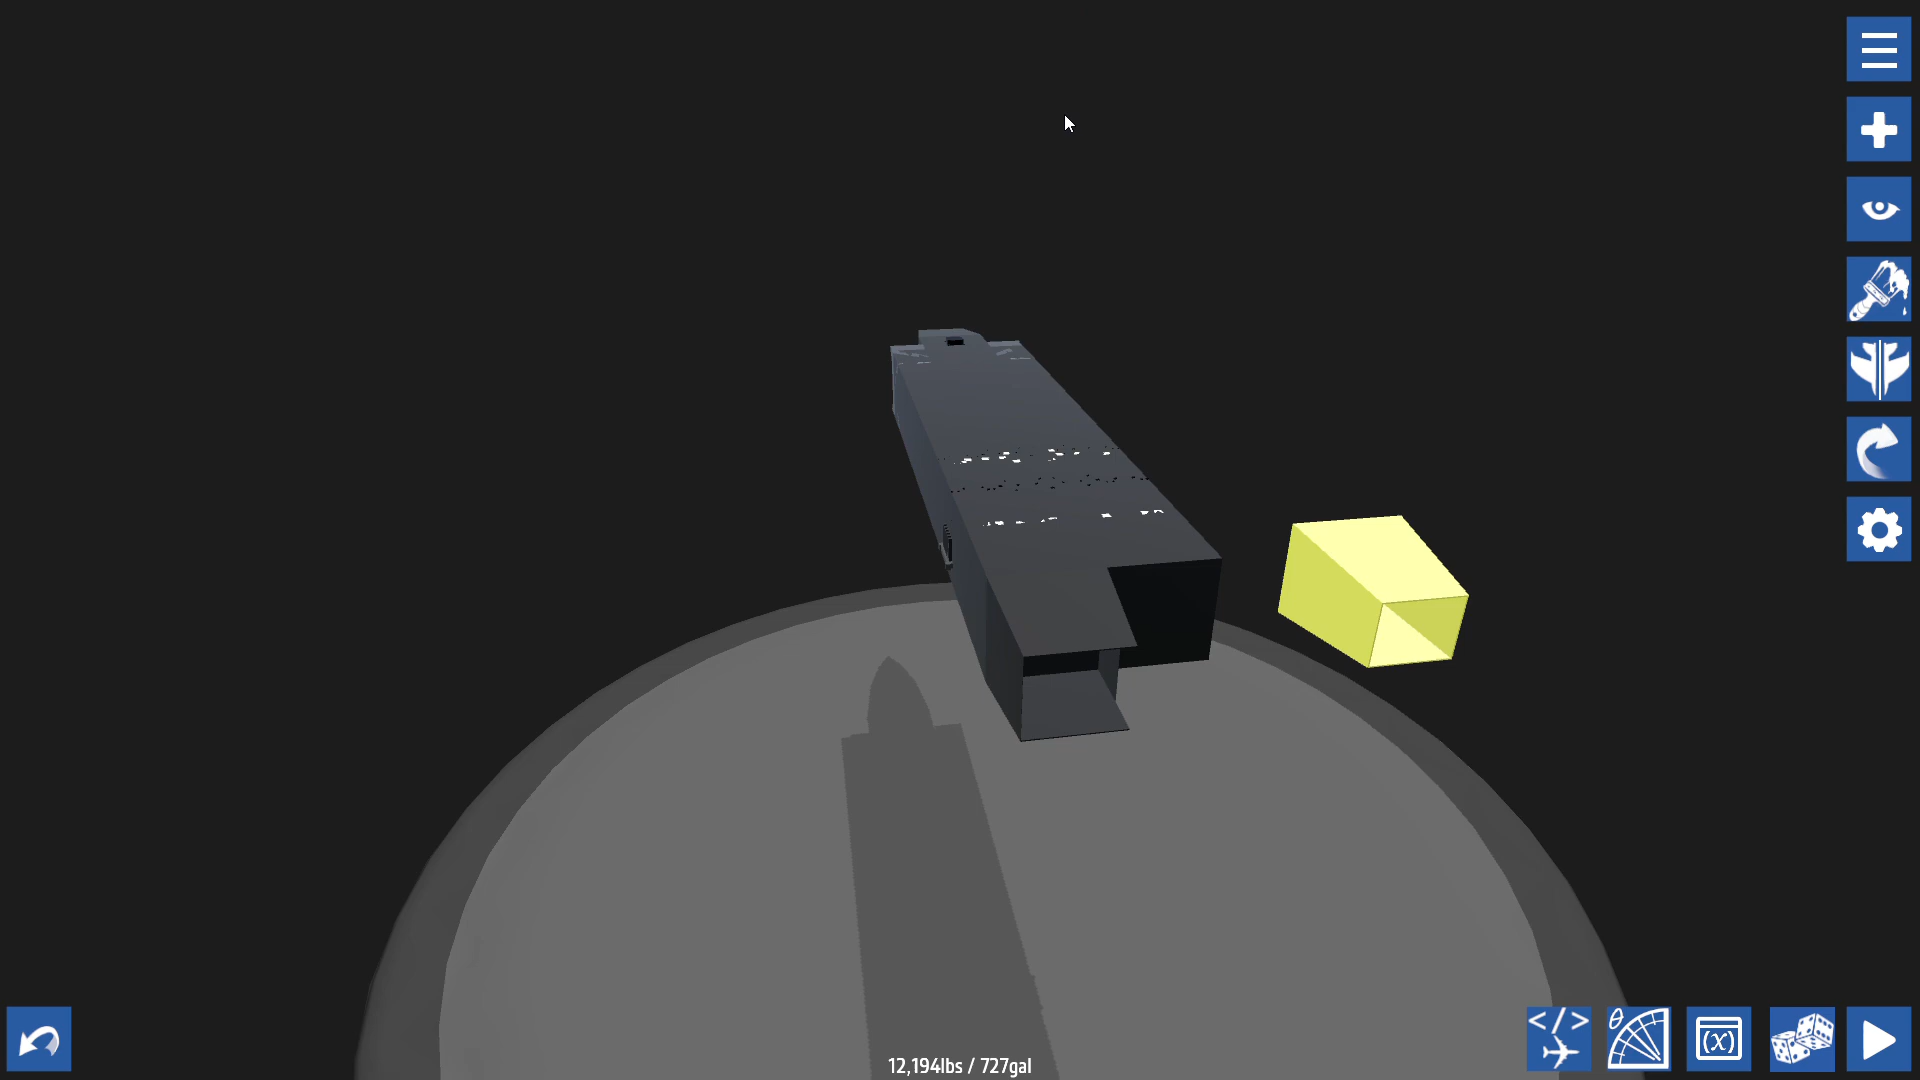 </>
θ
(x)
12,194lbs / 727gal